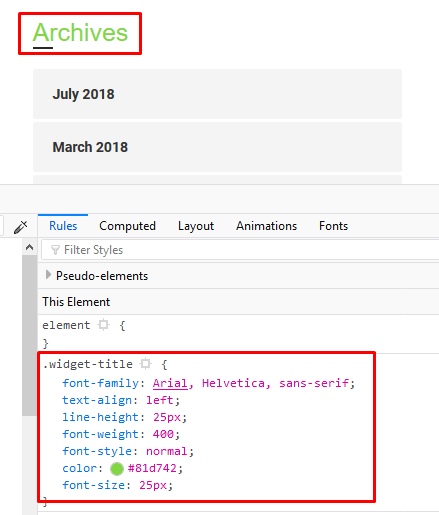 Archives
July 2018
March 2018
Rules Computed Layout Animations Fonts
Filter Styles
Pseudo-elements
This Element
element {
}
.widget-title {
font-family: Arial, Helvetica, sans-serif;
text-align: left;
line-height: 25px;
font-weight: 400;
font-style: normal;
color: #81d742;
font-size: 25px;
}